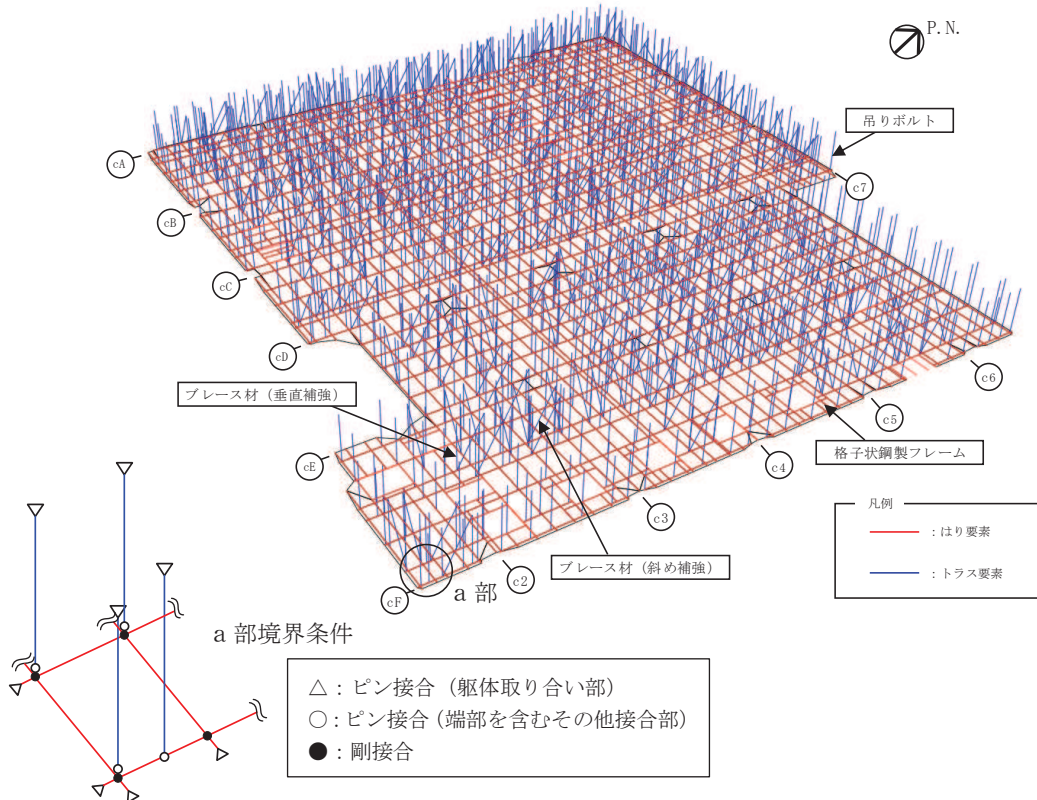 P.N.
吊りボルト
cA
c7
cB
cC
cD
c6
ブレース材（垂直補強）
c5
cE
c4
格子状鋼製フレーム
c3
凡例
：はり要素
c2
ブレース材（斜め補強）
：トラス要素
cF
a 部
a 部境界条件
△：ピン接合（躯体取り合い部）
○：ピン接合（端部を含むその他接合部）
●：剛接合